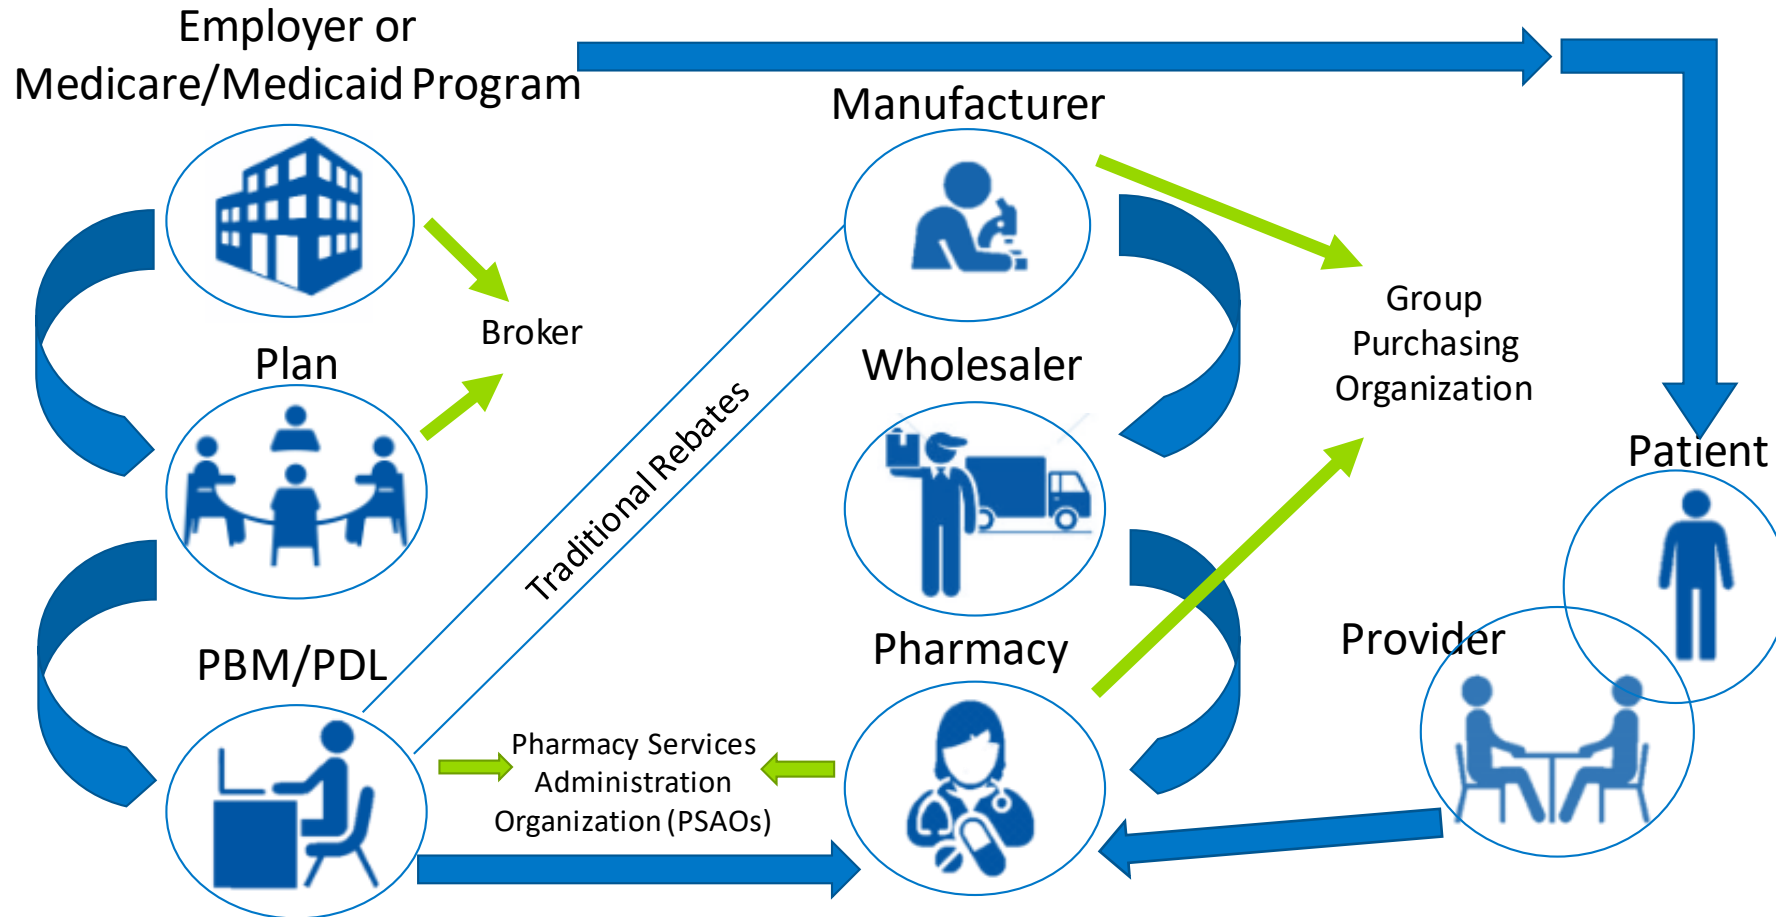 Employer or
Medicare/Medicaid Program
Manufacturer
Broker
Group
Purchasing
Organization
Plan
Wholesaler
Traditional Rebates
Patient
Provider
PBM/PDL
Pharmacy
Pharmacy Services
Administration
Organization (PSAOs)